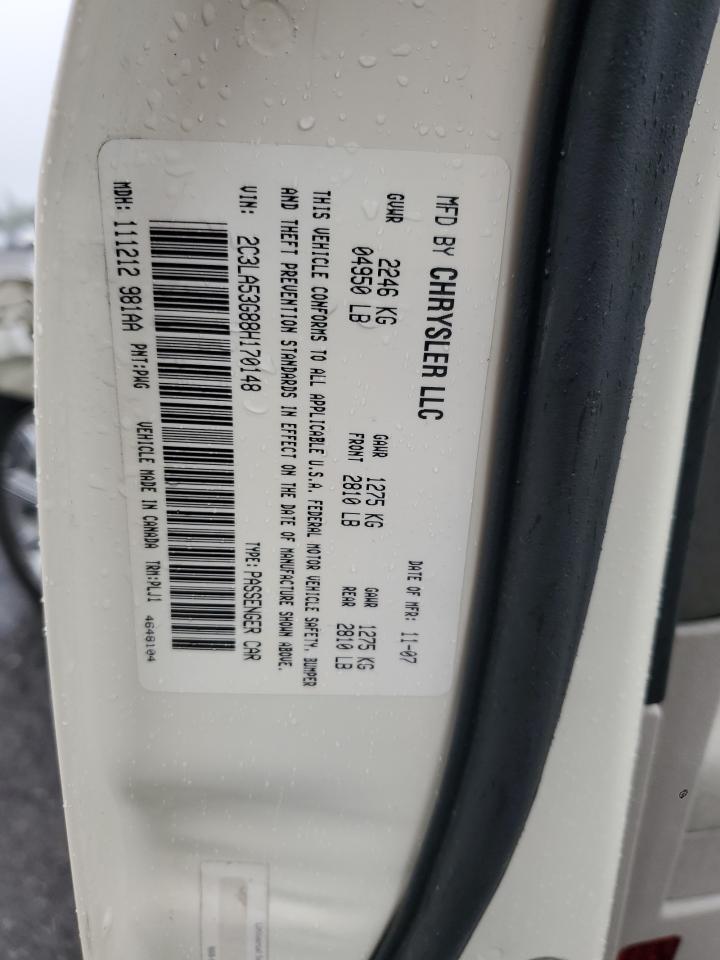 MFD BY CHRYSLER LLC
DATE OF MFR: 11-07
GVWR 2246 KG
04950 LB
GAWR FRONT 1275 KG
2810 LB
GAWR REAR 1275 KG
2810 LB
THIS VEHICLE CONFORMS TO ALL APPLICABLE U.S.A. FEDERAL MOTOR VEHICLE SAFETY, BUMPER
AND THEFT PREVENTION STANDARDS IN EFFECT ON THE DATE OF MANUFACTURE SHOWN ABOVE.
VIN: 2C3LA53G88H170148 TYPE: PASSENGER CAR
MDH: 111212 981AA PNT:PWG VEHICLE MADE IN CANADA TRM:PLJ1 4648104